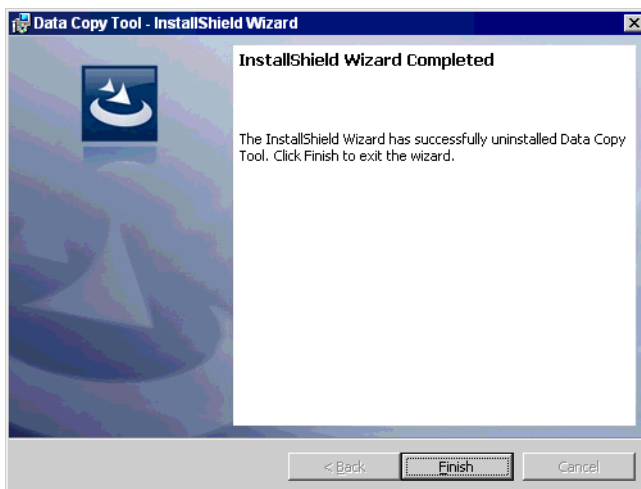 Data Copy Tool - InstallShield Wizard
InstallShield Wizard Completed
The InstallShield Wizard has successfully uninstalled Data Copy
Tool. Click Finish to exit the wizard.
< Back
Finish
Cancel